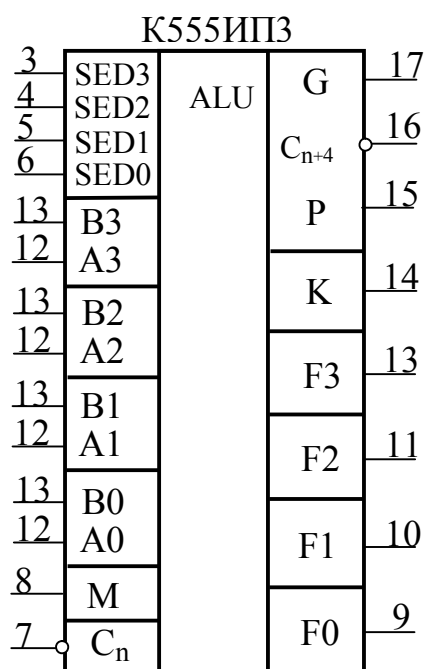 К555ИП3
3 SED3 ALU G 17
4 SED2
5 SED1 Cn+4 16
6 SED0
P 15
13 B3
12 A3
K 14
13 B2
12 A2
F3 13
13 B1
12 A1
F2 11
13 B0
12 A0
F1 10
8 M
7 Cn
F0 9